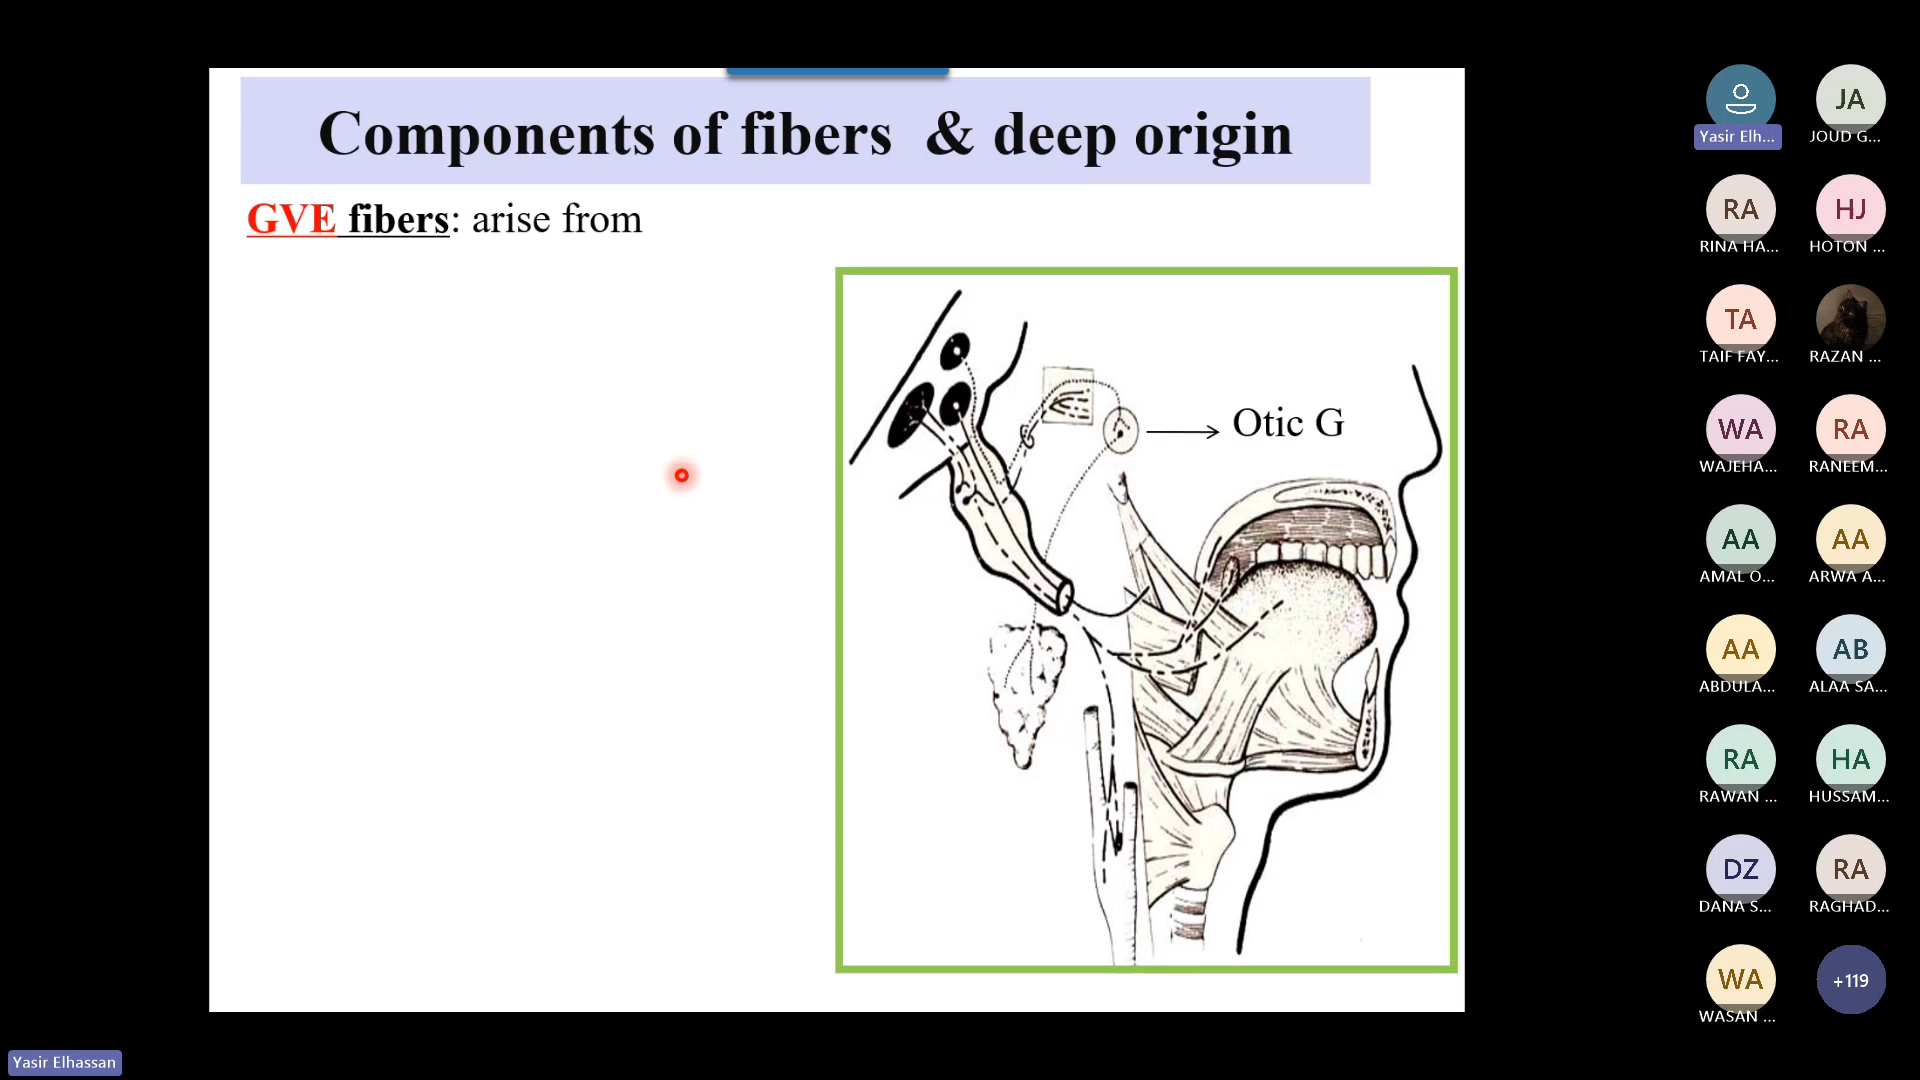 Components of fibers & deep origin
GVE fibers: arise from
Otic G
Yasir Elh...
JA
JOUD G...
RA
RINA HA...
HJ
HOTON ...
TA
TAIF FAY...
RAZAN ...
WA
WAJEHA...
RA
RANEEM...
AA
AMAL O...
AA
ARWA A...
AA
ABDULA...
AB
ALAA SA...
RA
RAWAN ...
HA
HUSSAM...
DZ
DANA S...
RA
RAGHAD...
WA
WASAN ...
+119
Yasir Elhassan